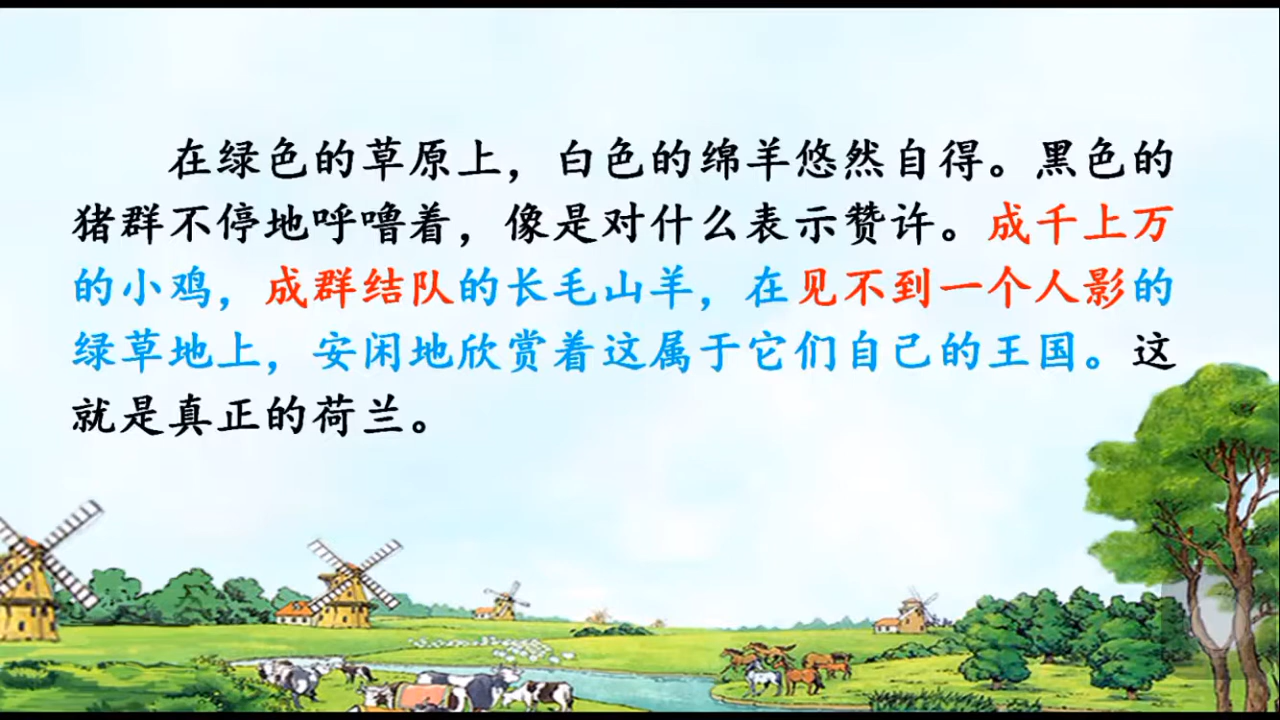 在绿色的草原上，白色的绵羊悠然自得。黑色的
猪群不停地呼噜着，像是对什么表示赞许。成千上万
的小鸡，成群结队的长毛山羊，在见不到一个人影的
绿草地上，安闲地欣赏着这属于它们自己的王国。这
就是真正的荷兰。